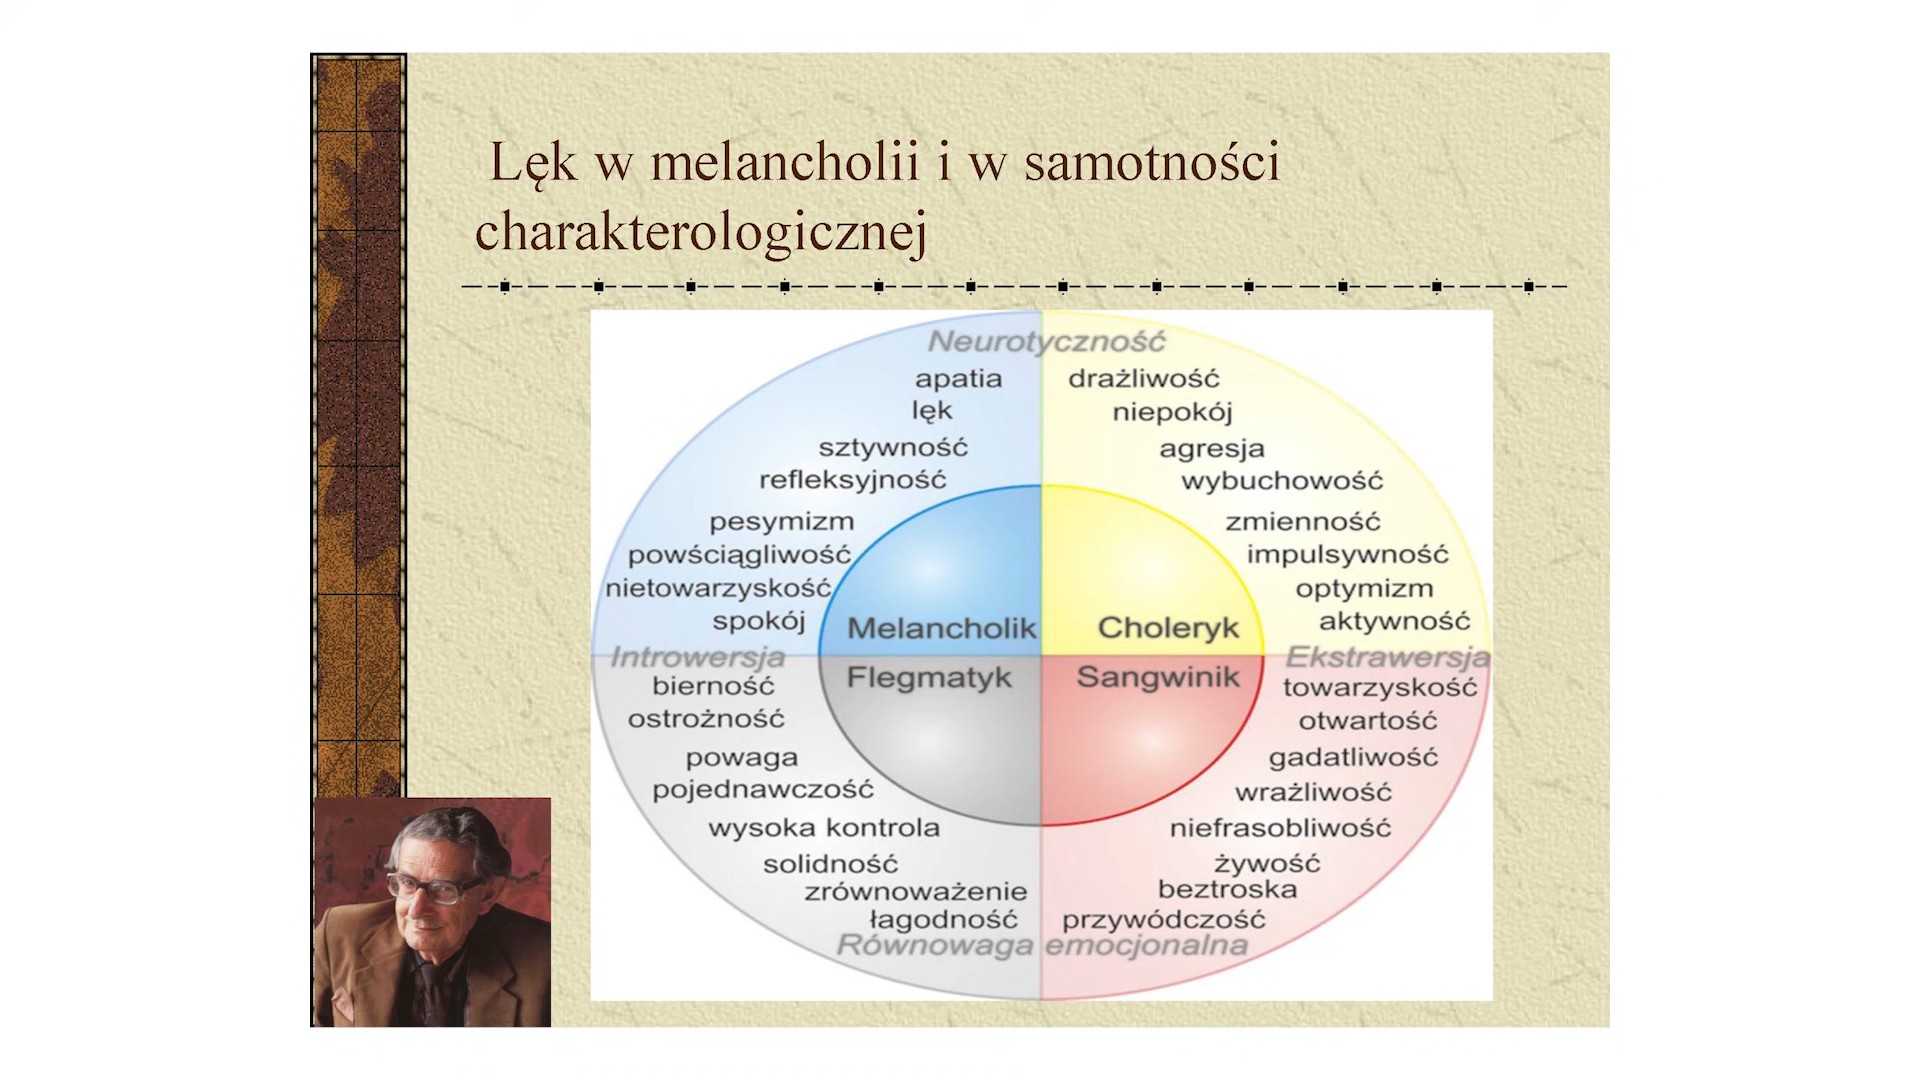 Lęk w melancholii i w samotności
charakterologicznej
Neurotyczność
apatia
lęk
sztywność
refleksyjność
pesymizm
powściągliwość
nietowarzyskość
spokój
drażliwość
niepokój
agresja
wybuchowość
zmienność
impulsywność
optymizm
aktywność
Melancholik
Choleryk
Introwersja
Ekstrawersja
Flegmatyk
Sangwinik
bierność
ostrożność
powaga
pojednawczość
wysoka kontrola
solidność
zrównoważenie
łagodność
towarzyskość
otwartość
gadatliwość
wrażliwość
niefrasobliwość
żywość
beztroska
przywódczość
Równowaga emocjonalna